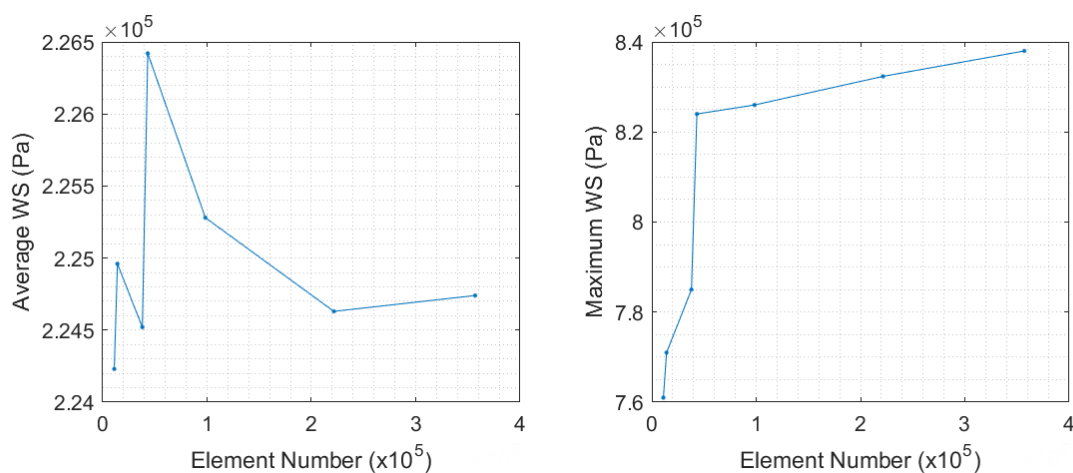 ×10⁵
2.265
2.26
2.255
2.25
2.245
2.24
Average WS (Pa)
0 1 2 3 4
Element Number (x10⁵)
×10⁵
8.4
8.2
8
7.8
7.6
Maximum WS (Pa)
0 1 2 3 4
Element Number (x10⁵)